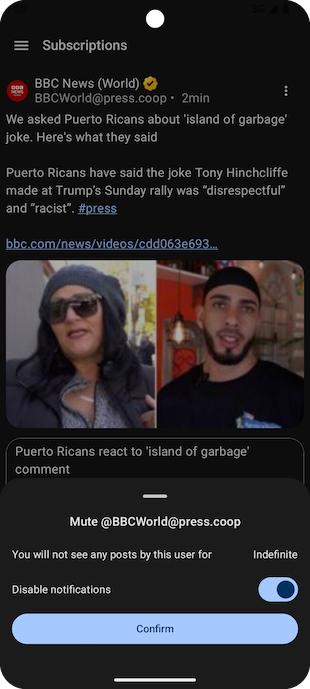 Subscriptions
BBC News (World)
BBCWorld@press.coop • 2min
We asked Puerto Ricans about 'island of garbage'
joke. Here's what they said
Puerto Ricans have said the joke Tony Hinchcliffe
made at Trump’s Sunday rally was “disrespectful”
and “racist”. #press
bbc.com/news/videos/cdd063e693…
Puerto Ricans react to 'island of garbage'
comment
Mute @BBCWorld@press.coop
You will not see any posts by this user for Indefinite
Disable notifications
Confirm